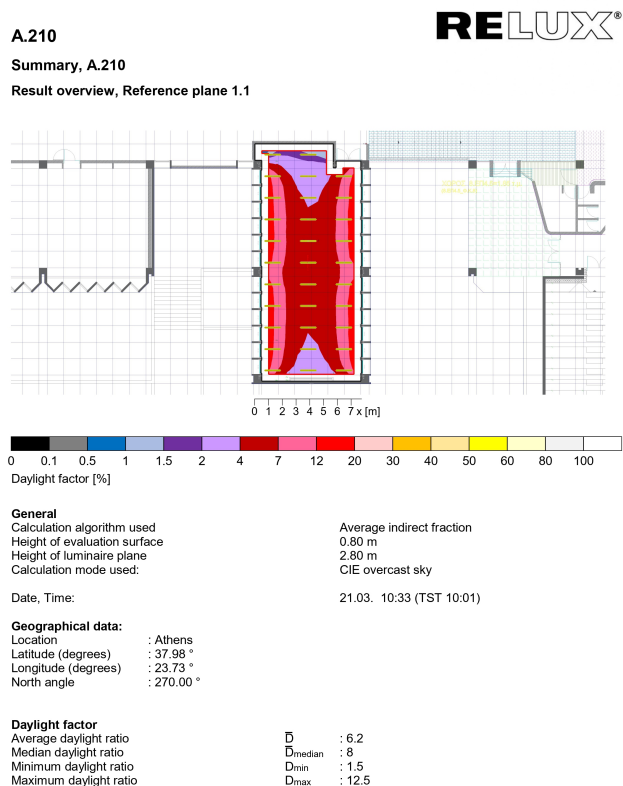 RELUX®
A.210
Summary, A.210
Result overview, Reference plane 1.1
0 1 2 3 4 5 6 7 x [m]
0 0.1 0.5 1 1.5 2 4 7 12 20 30 40 50 60 80 100
Daylight factor [%]
General
Calculation algorithm used Average indirect fraction
Height of evaluation surface 0.80 m
Height of luminaire plane 2.80 m
Calculation mode used: CIE overcast sky
Date, Time: 21.03. 10:33 (TST 10:01)
Geographical data:
Location : Athens
Latitude (degrees) : 37.98 °
Longitude (degrees) : 23.73 °
North angle : 270.00 °
Daylight factor
Average daylight ratio D̅ : 6.2
Median daylight ratio D̅median : 8
Minimum daylight ratio Dmin : 1.5
Maximum daylight ratio Dmax : 12.5